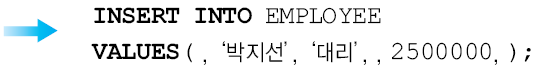 INSERT INTO EMPLOYEE
VALUES( , ‘박지선’, ‘대리’, , 2500000, );